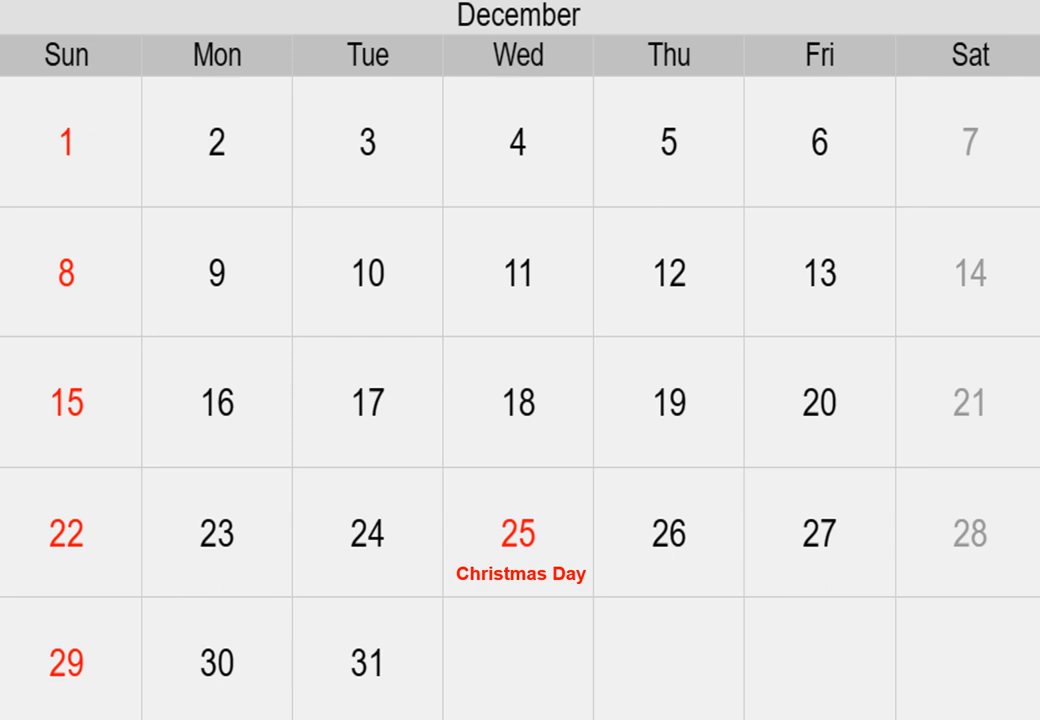 December
Sun Mon Tue Wed Thu Fri Sat
1 2 3 4 5 6 7
8 9 10 11 12 13 14
15 16 17 18 19 20 21
22 23 24 25 26 27 28
Christmas Day
29 30 31